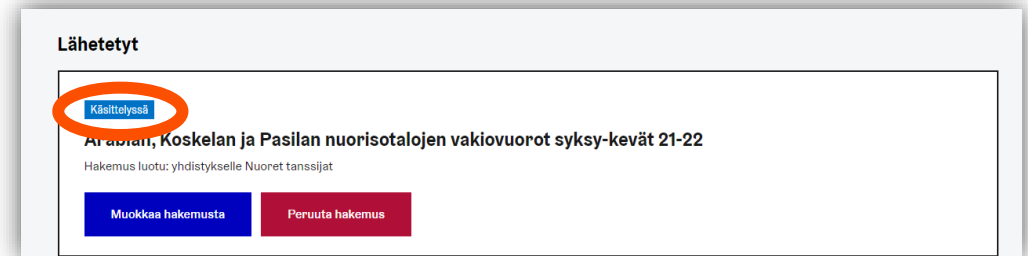 Lähetetyt
Käsittelyssä
Arabian, Koskelan ja Pasilan nuorisotalojen vakiovuorot syksy-kevät 21-22
Hakemus luotu: yhdistykselle Nuoret tanssijat
Muokkaa hakemusta Peruuta hakemus